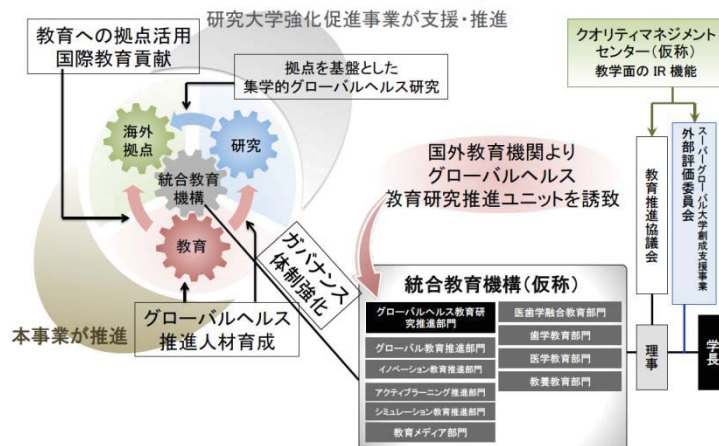 研究大学強化促進事業が支援・推進
教育への拠点活用
国際教育貢献
拠点を基盤とした
集学的グローバルヘルス研究
海外
拠点
研究
統合教育
機構
教育
本事業が推進
グローバルヘルス
推進人材育成
ガバナンス
体制強化
国外教育機関より
グローバルヘルス
教育研究推進ユニットを誘致
クオリティマネジメント
センター(仮称)
教学面の IR 機能
教育推進協議会
スーパーグローバル大学創成支援事業
外部評価委員会
統合教育機構(仮称)
グローバルヘルス教育研
究推進部門
グローバル教育推進部門
イノベーション教育推進部門
アクティブラーニング推進部門
シミュレーション教育推進部門
教育メディア部門
医歯学融合教育部門
歯学教育部門
医学教育部門
教養教育部門
理事
学長